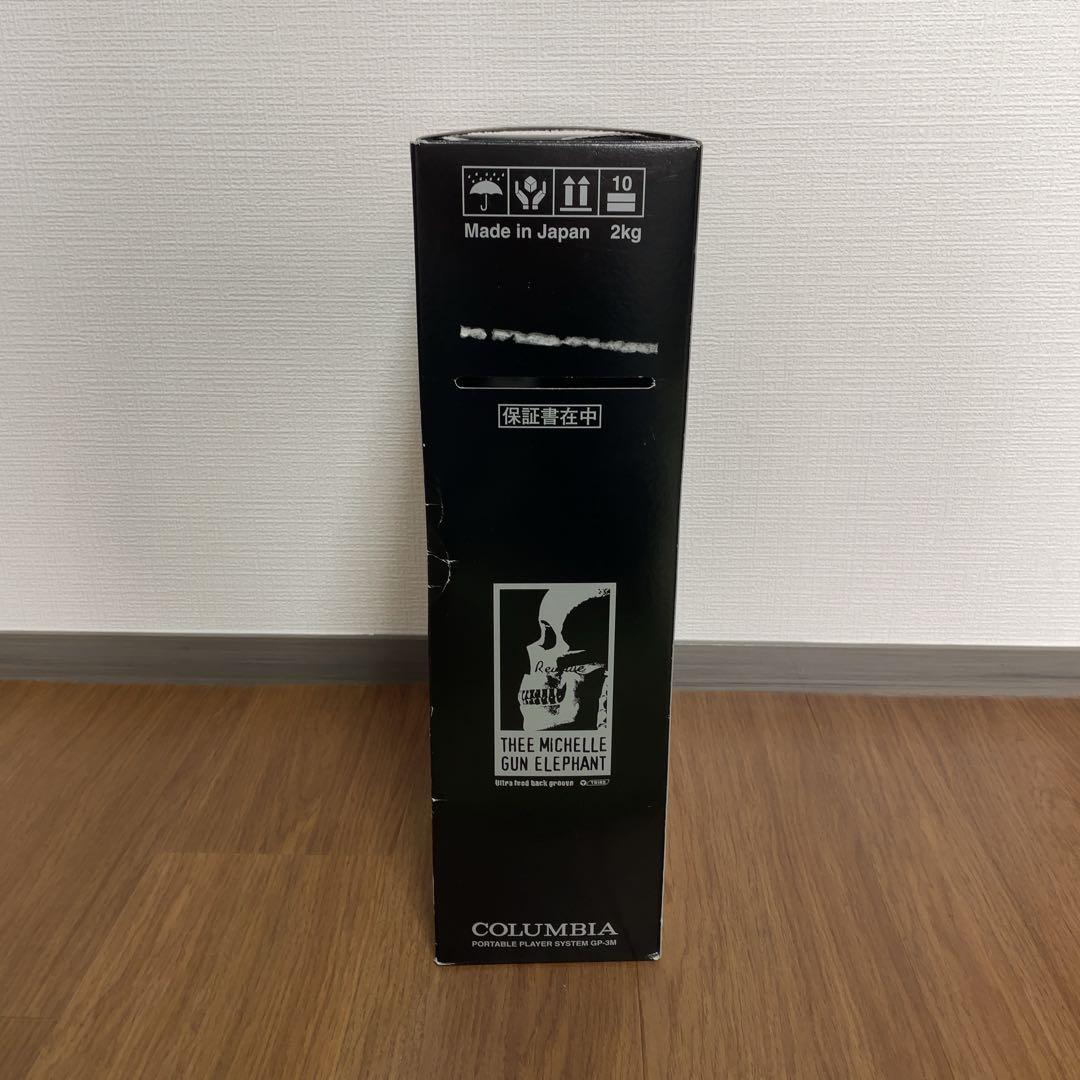 10
Made in Japan 2kg
保証書在中
Revolue
THEE MICHELLE
GUN ELEPHANT
Ultra feed back groove
COLUMBIA
PORTABLE PLAYER SYSTEM GP-3M